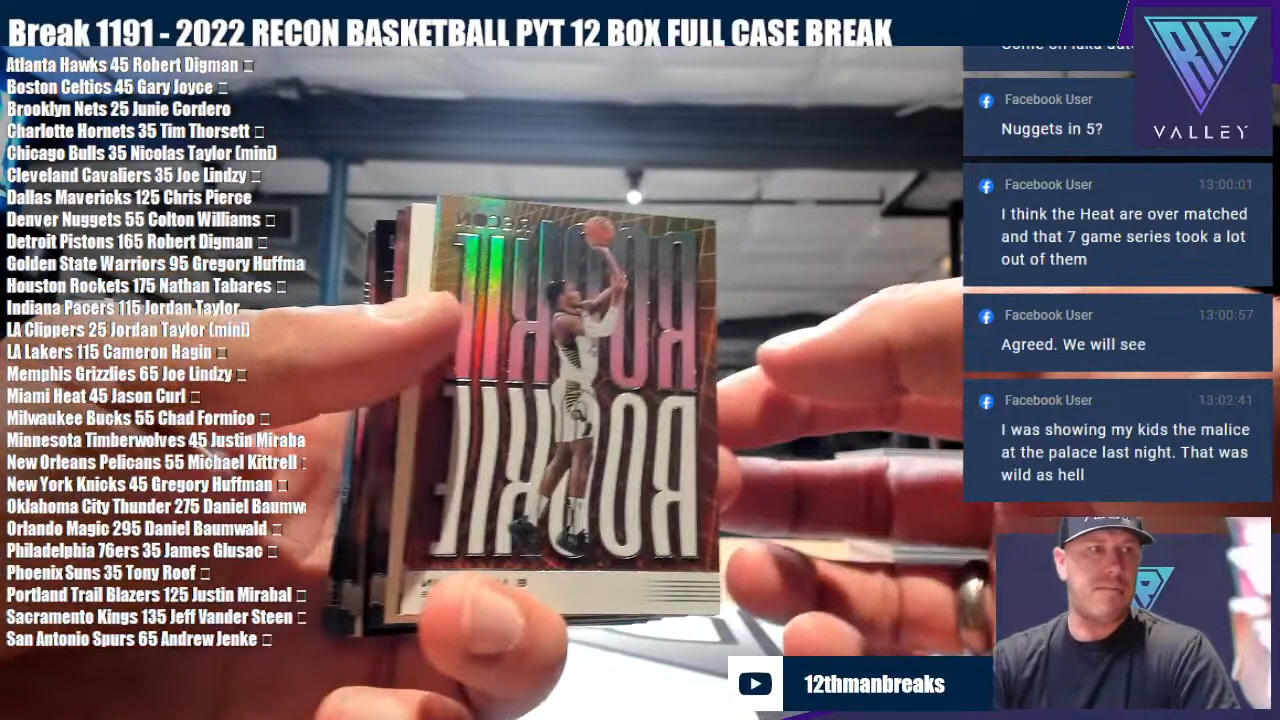 Break 1191 - 2022 RECON BASKETBALL PYT 12 BOX FULL CASE BREAK
Atlanta Hawks 45 Robert Digman
Boston Celtics 45 Gary Joyce
Brooklyn Nets 25 Junie Cordero
Charlotte Hornets 35 Tim Thorsett
Chicago Bulls 35 Nicolas Taylor (mini)
Cleveland Cavaliers 35 Joe Lindzy
Dallas Mavericks 125 Chris Pierce
Denver Nuggets 55 Colton Williams
Detroit Pistons 165 Robert Digman
Golden State Warriors 95 Gregory Huffma
Houston Rockets 175 Nathan Tabares
Indiana Pacers 115 Jordan Taylor
LA Clippers 25 Jordan Taylor (mini)
LA Lakers 115 Cameron Hagin
Memphis Grizzlies 65 Joe Lindzy
Miami Heat 45 Jason Curl
Milwaukee Bucks 55 Chad Formico
Minnesota Timberwolves 45 Justin Miraba
New Orleans Pelicans 55 Michael Kittrell
New York Knicks 45 Gregory Huffman
Oklahoma City Thunder 275 Daniel Baumw
Orlando Magic 295 Daniel Baumwald
Philadelphia 76ers 35 James Glusac
Phoenix Suns 35 Tony Roof
Portland Trail Blazers 125 Justin Mirabal
Sacramento Kings 135 Jeff Vander Steen
San Antonio Spurs 65 Andrew Jenke
RECON
ROOKIE
ROOKIE
RIP
VALLEY
Facebook User
Nuggets in 5?
Facebook User 13:00:01
I think the Heat are over matched
and that 7 game series took a lot
out of them
Facebook User 13:00:57
Agreed. We will see
Facebook User 13:02:41
I was showing my kids the malice
at the palace last night. That was
wild as hell
12thmanbreaks